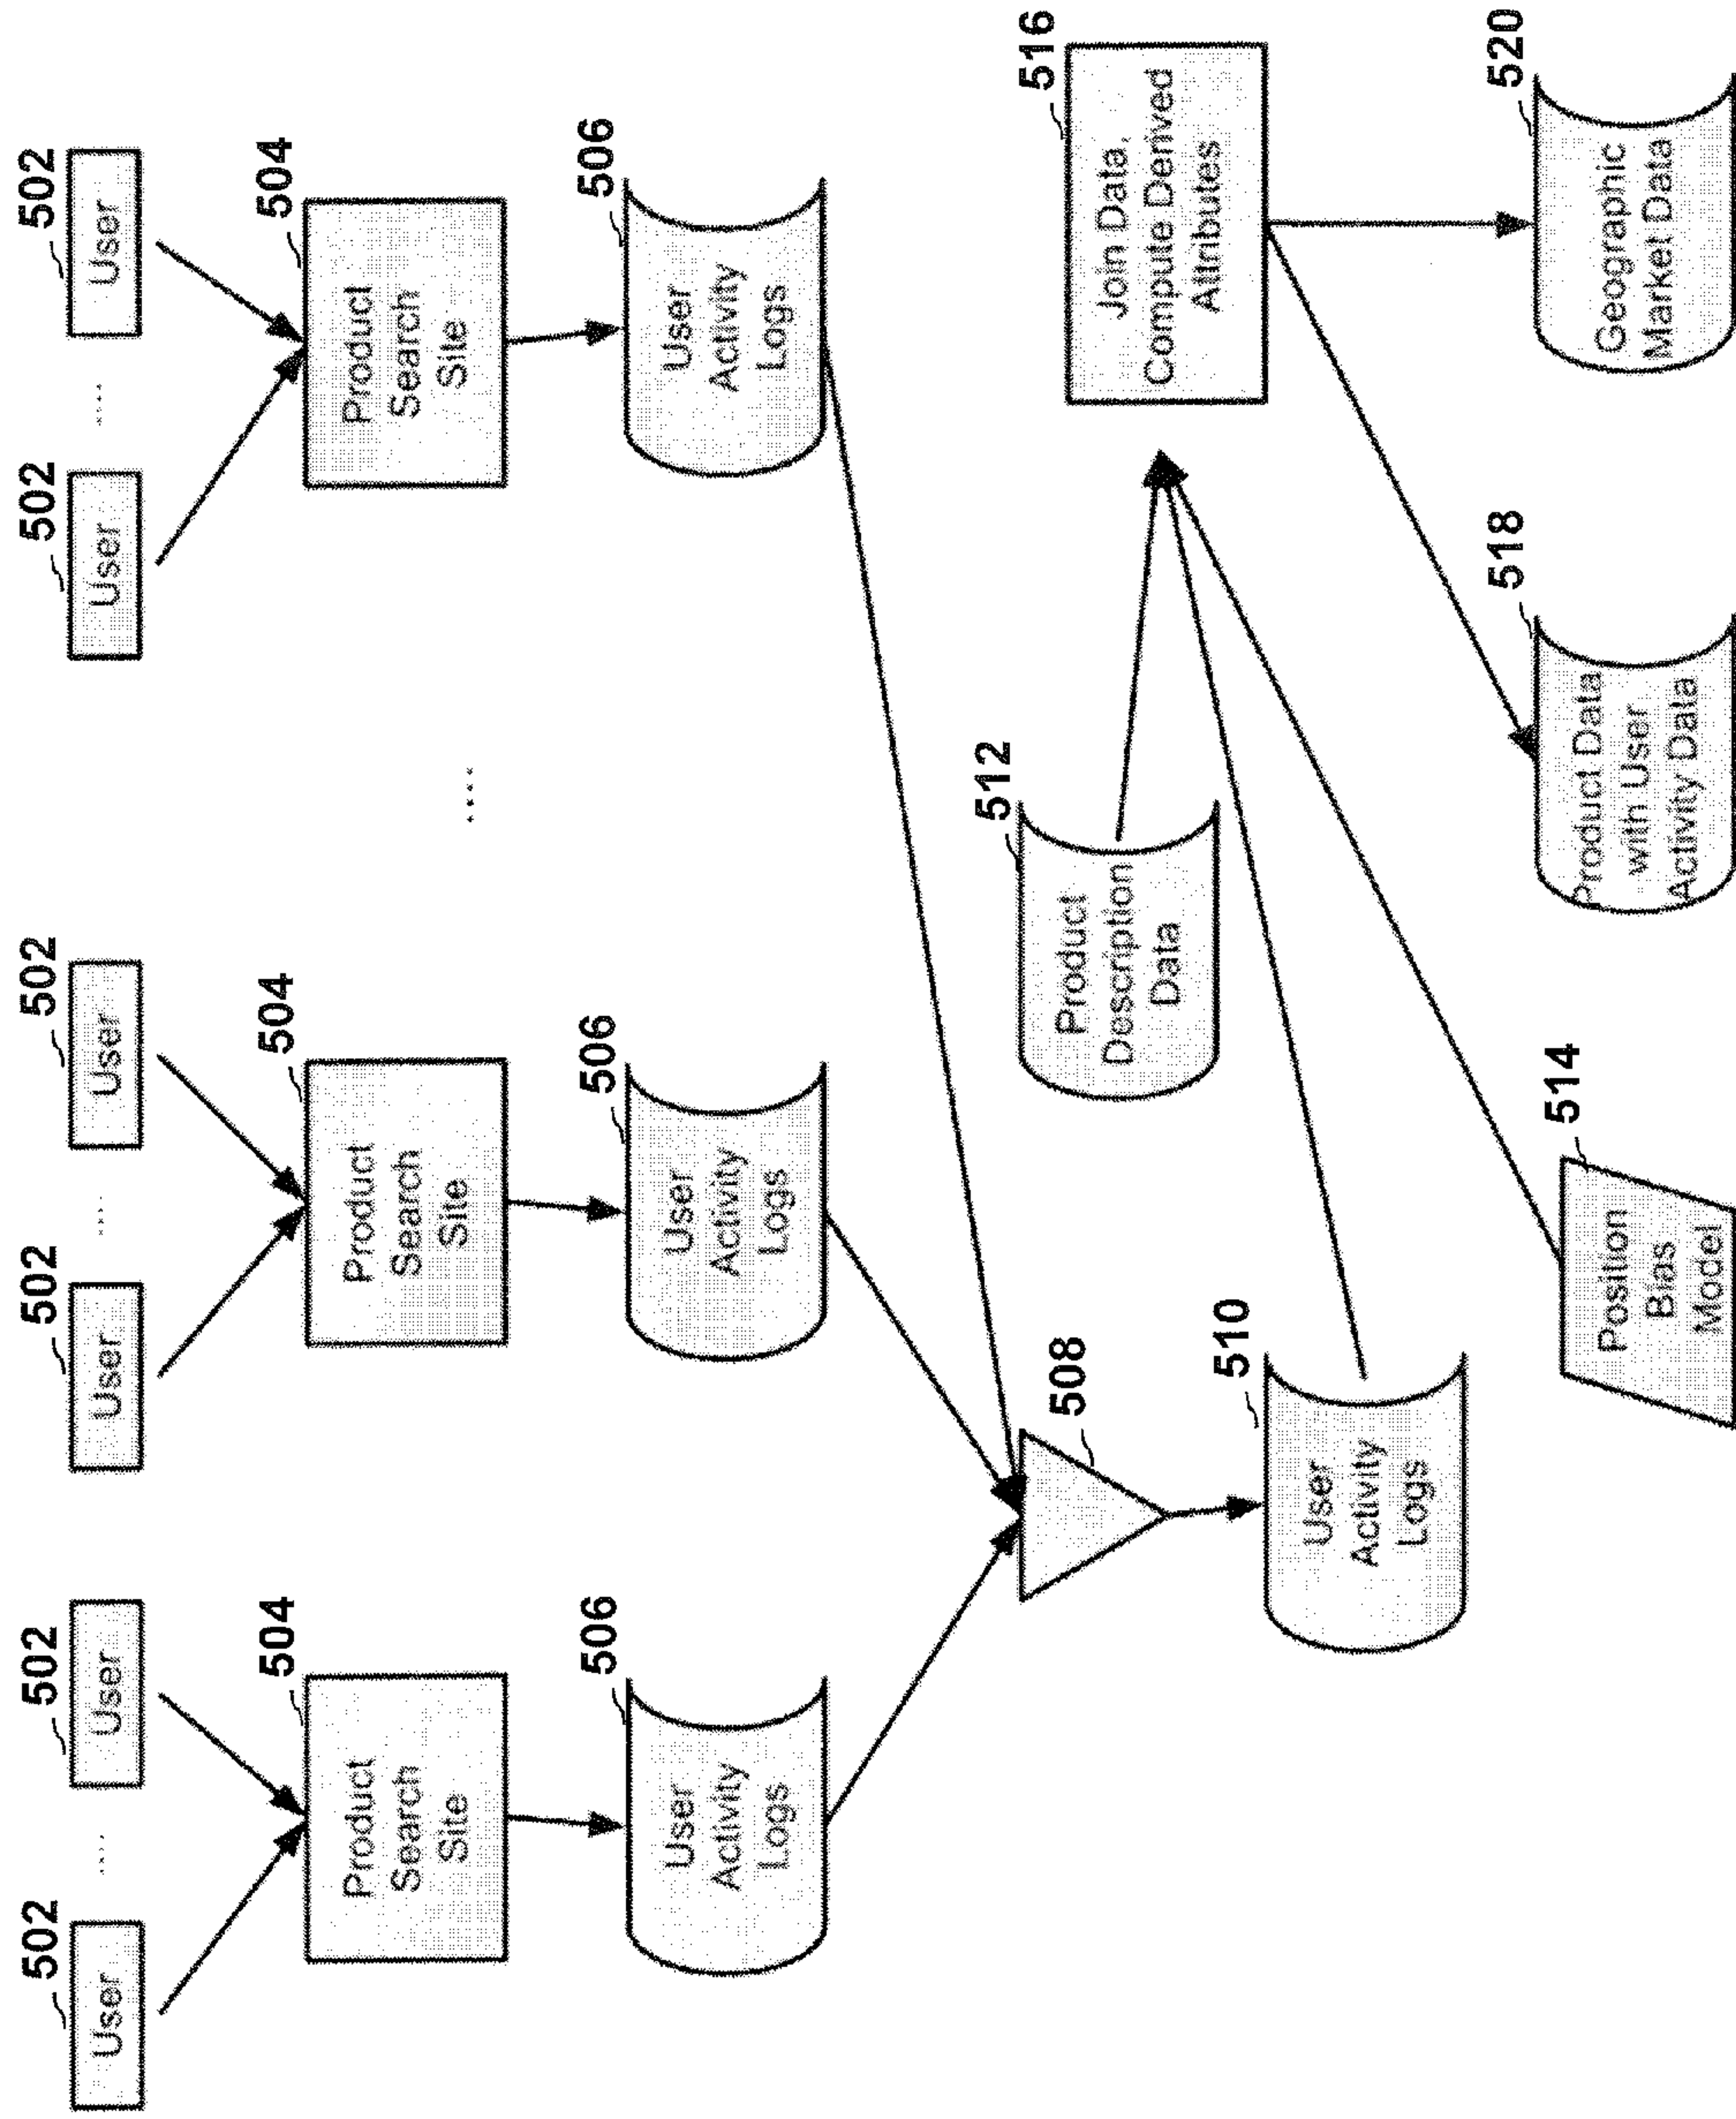 502
502
502
502
502
502
User
....
User
User
....
User
User
....
User
504
504
504
Product
Search
Site
Product
Search
Site
....
Product
Search
Site
506
506
506
User
Activity
Logs
User
Activity
Logs
User
Activity
Logs
508
512
Product
Description
Data
516
Join Data,
Compute Derived
Attributes
510
User
Activity
Logs
514
Position
Bias
Model
518
Product Data
with User
Activity Data
520
Geographic
Market Data